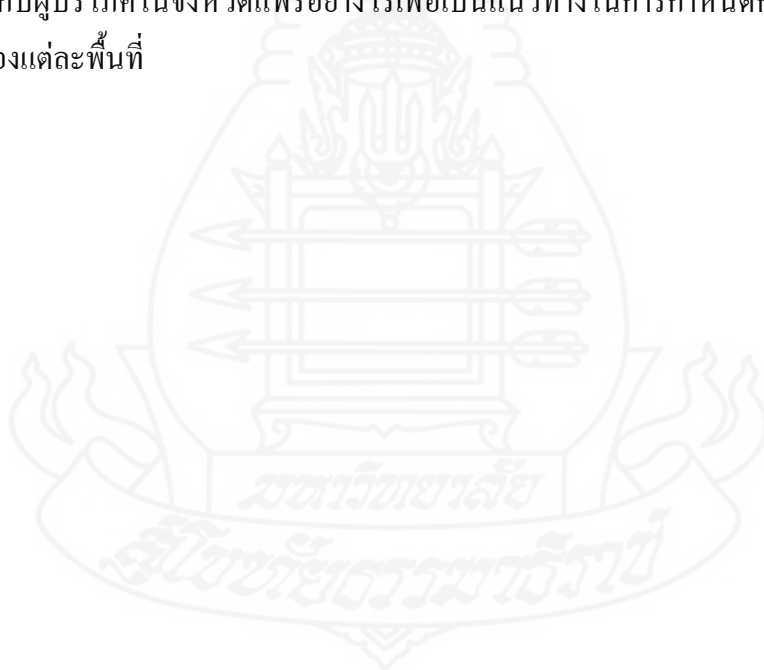 กับผู้บริโภคในจังหวัดแพร่อย่างไรเพื่อเป็นแนวทางในการกำหนด
องแต่ละพื้นที่
มหาวิทยาลัย
สุโขทัยธรรมาธิราช